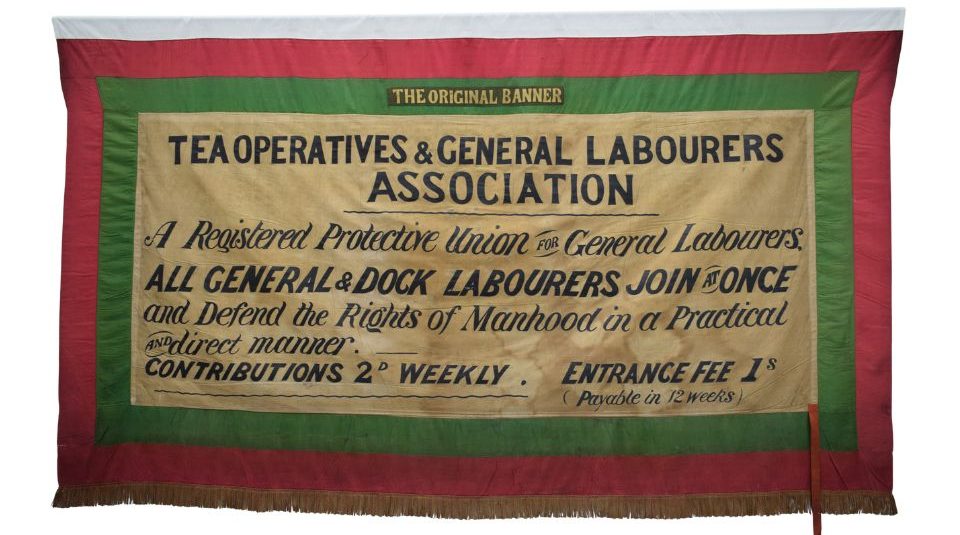 THE ORIGINAL BANNER
TEA OPERATIVES & GENERAL LABOURERS
ASSOCIATION
A Registered Protective Union FOR General Labourers.
ALL GENERAL & DOCK LABOURERS JOIN AT ONCE
and Defend the Rights of Manhood in a Practical
AND direct manner.
CONTRIBUTIONS 2D WEEKLY. ENTRANCE FEE 1s
(Payable in 12 weeks)